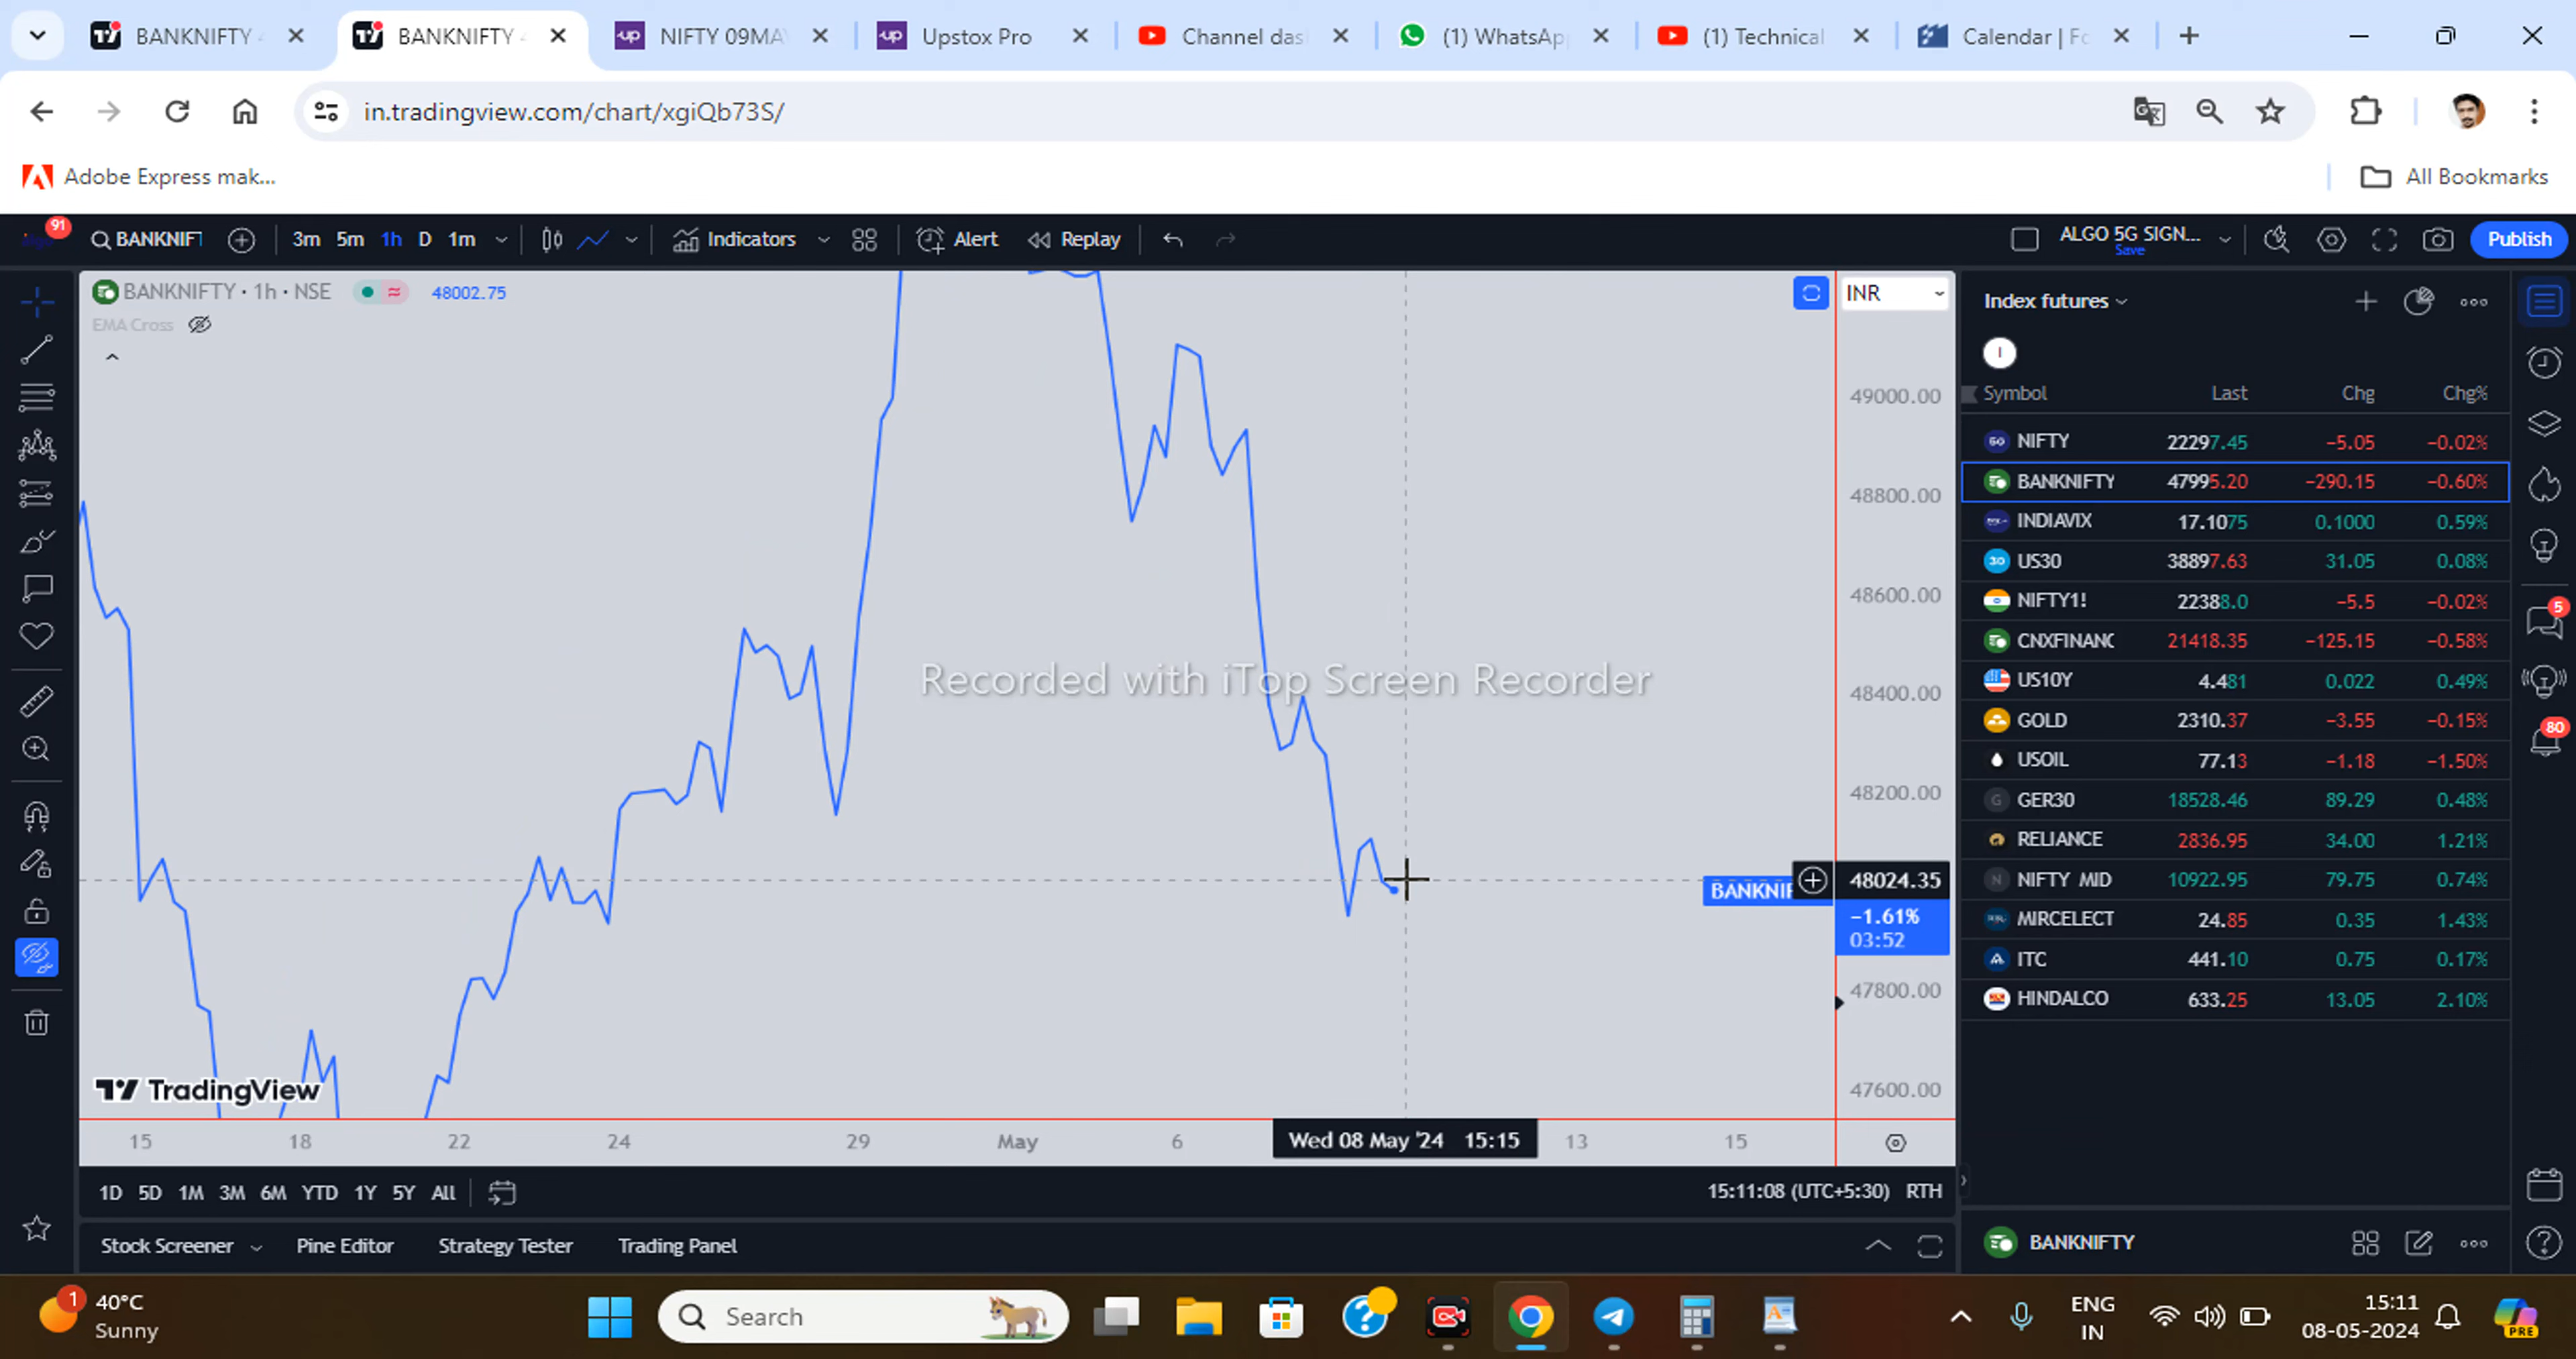 BANKNIFTY
BANKNIFTY
NIFTY 09MA
Upstox Pro
Channel das
(1) WhatsAp
(1) Technical
Calendar | Fo
in.tradingview.com/chart/xgiQb73S/
Adobe Express mak...
All Bookmarks
91
BANKNIFT
3m 5m 1h D 1m
Indicators
Alert
Replay
ALGO 5G SIGN...
Save
Publish
BANKNIFTY · 1h · NSE
48002.75
EMA Cross
INR
49000.00
48800.00
48600.00
48400.00
48200.00
BANKNIF
48024.35
-1.61%
03:52
47800.00
47600.00
Recorded with iTop Screen Recorder
TradingView
15 18 22 24 29 May 6 Wed 08 May '24 15:15 13 15
1D 5D 1M 3M 6M YTD 1Y 5Y All
15:11:08 (UTC+5:30) RTH
Stock Screener Pine Editor Strategy Tester Trading Panel
Index futures
I
Symbol Last Chg Chg%
NIFTY 22297.45 −5.05 −0.02%
BANKNIFTY 47995.20 −290.15 −0.60%
INDIAVIX 17.1075 0.1000 0.59%
US30 38897.63 31.05 0.08%
NIFTY1! 22388.0 −5.5 −0.02%
CNXFINANC 21418.35 −125.15 −0.58%
US10Y 4.481 0.022 0.49%
GOLD 2310.37 −3.55 −0.15%
USOIL 77.13 −1.18 −1.50%
GER30 18528.46 89.29 0.48%
RELIANCE 2836.95 34.00 1.21%
NIFTY MID 10922.95 79.75 0.74%
MIRCELECT 24.85 0.35 1.43%
ITC 441.10 0.75 0.17%
HINDALCO 633.25 13.05 2.10%
5
80
BANKNIFTY
1
40°C
Sunny
Search
ENG
IN
15:11
08-05-2024
PRE